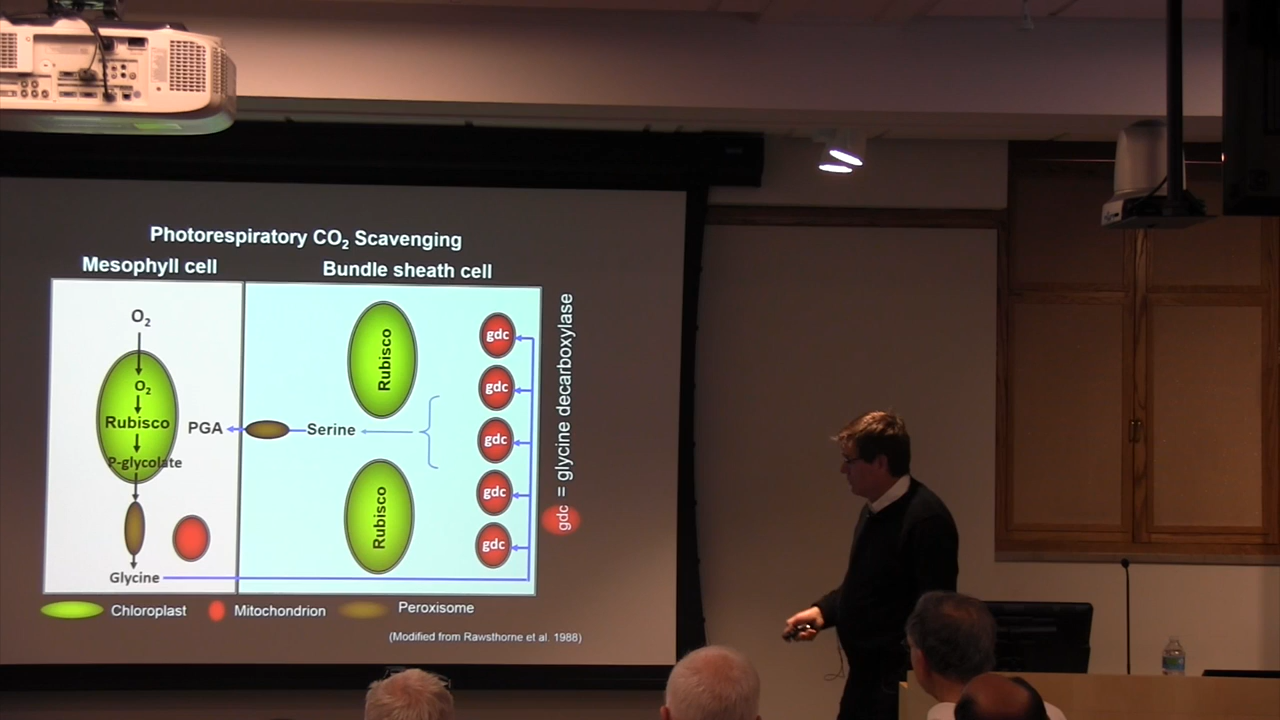 Photorespiratory CO₂ Scavenging
Mesophyll cell
Bundle sheath cell
O₂
O₂
Rubisco
P-glycolate
Glycine
PGA
Serine
Rubisco
Rubisco
gdc
gdc
gdc
gdc
gdc
gdc = glycine decarboxylase
Chloroplast
Mitochondrion
Peroxisome
(Modified from Rawsthorne et al. 1988)